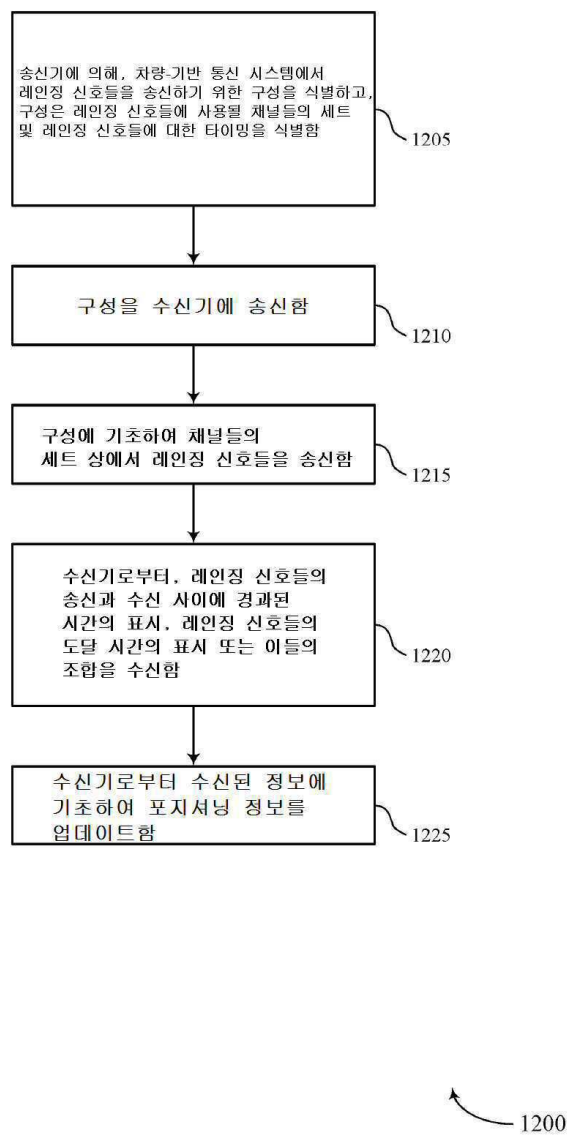 송신기에 의해, 차량-기반 통신 시스템에서
레인징 신호들을 송신하기 위한 구성을 식별하고,
구성은 레인징 신호들에 사용될 채널들의 세트
및 레인징 신호들에 대한 타이밍을 식별함
1205
구성을 수신기에 송신함
1210
구성에 기초하여 채널들의
세트 상에서 레인징 신호들을 송신함
1215
수신기로부터, 레인징 신호들의
송신과 수신 사이에 경과된
시간의 표시, 레인징 신호들의
도달 시간의 표시 또는 이들의
조합을 수신함
1220
수신기로부터 수신된 정보에
기초하여 포지셔닝 정보를
업데이트함
1225
1200